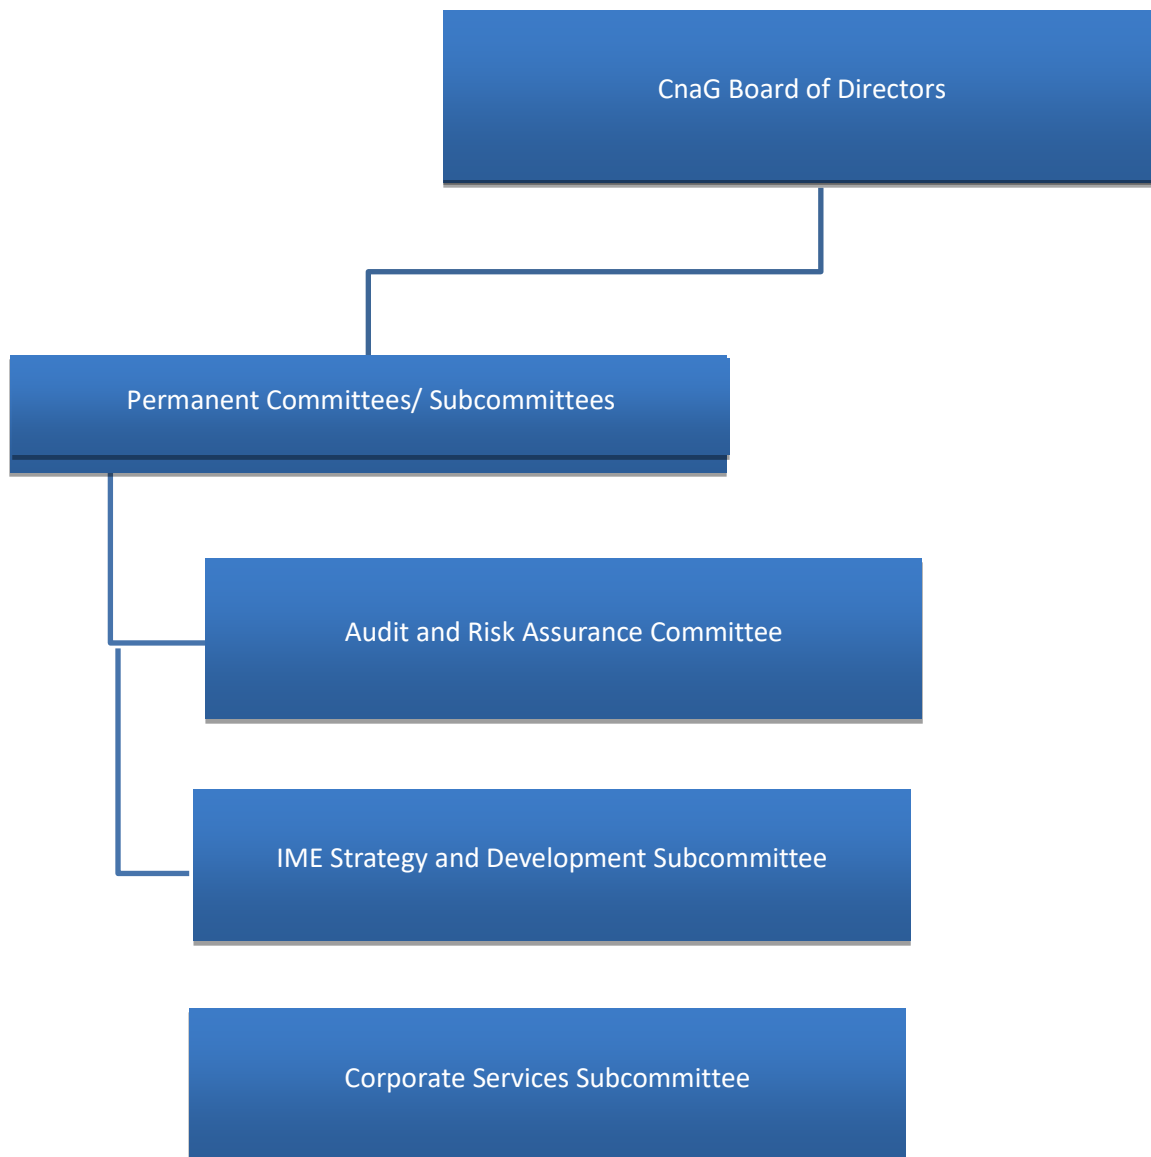 CnaG Board of Directors
Permanent Committees/ Subcommittees
Audit and Risk Assurance Committee
IME Strategy and Development Subcommittee
Corporate Services Subcommittee